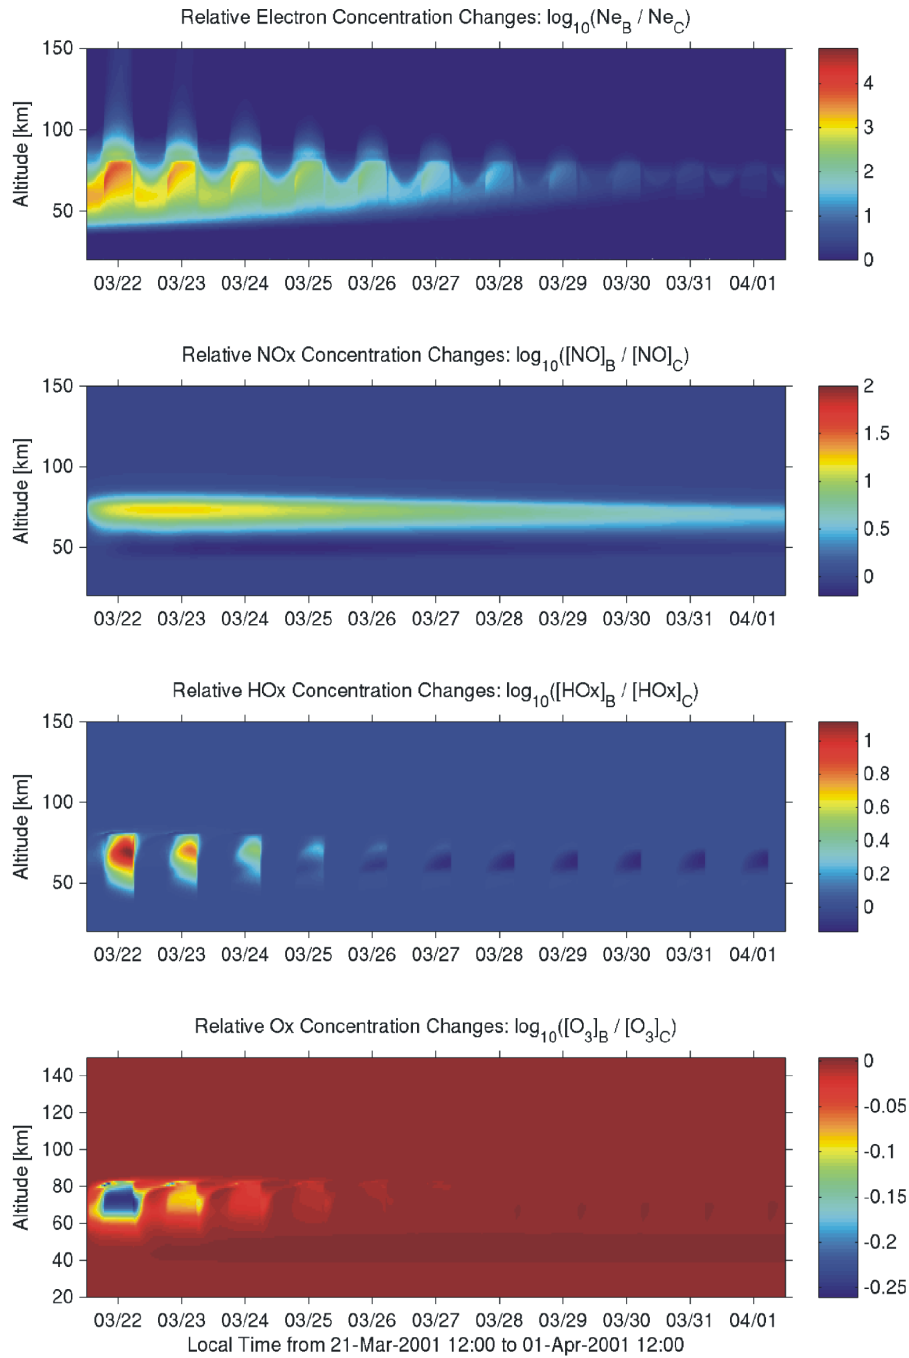 Relative Electron Concentration Changes: log10(NeB / NeC)
150
100
50
Altitude [km]
4
3
2
1
0
03/22 03/23 03/24 03/25 03/26 03/27 03/28 03/29 03/30 03/31 04/01
Relative NOx Concentration Changes: log10([NO]B / [NO]C)
150
100
50
Altitude [km]
2
1.5
1
0.5
0
03/22 03/23 03/24 03/25 03/26 03/27 03/28 03/29 03/30 03/31 04/01
Relative HOx Concentration Changes: log10([HOx]B / [HOx]C)
150
100
50
Altitude [km]
1
0.8
0.6
0.4
0.2
0
03/22 03/23 03/24 03/25 03/26 03/27 03/28 03/29 03/30 03/31 04/01
Relative Ox Concentration Changes: log10([O3]B / [O3]C)
140
120
100
80
60
40
20
Altitude [km]
0
-0.05
-0.1
-0.15
-0.2
-0.25
03/22 03/23 03/24 03/25 03/26 03/27 03/28 03/29 03/30 03/31 04/01
Local Time from 21-Mar-2001 12:00 to 01-Apr-2001 12:00